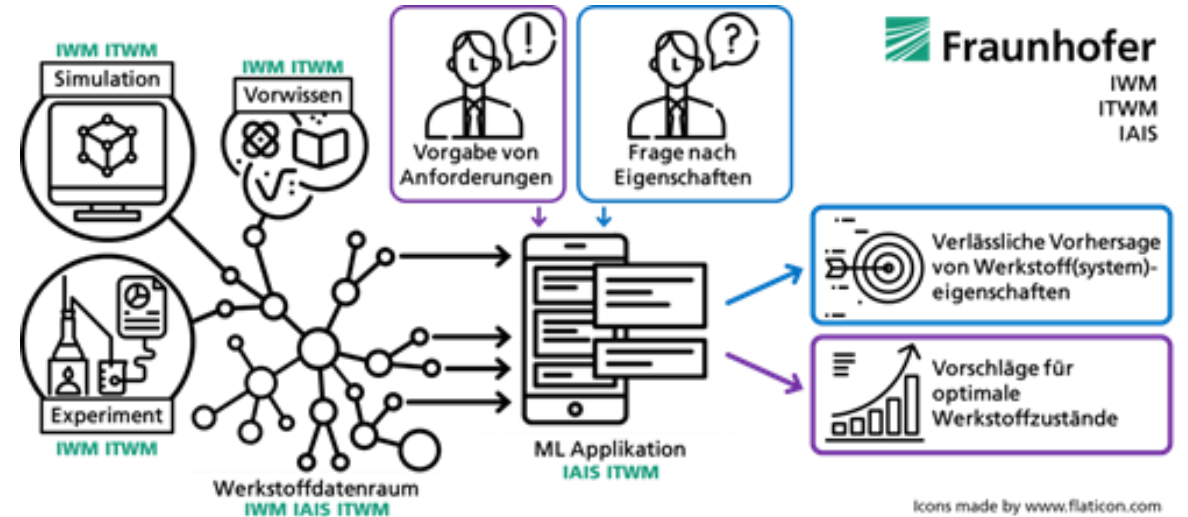 IWM ITWM
Simulation
IWM ITWM
Vorwissen
!
Vorgabe von
Anforderungen
?
Frage nach
Eigenschaften
Fraunhofer
IWM
ITWM
IAIS
Experiment
IWM ITWM
Werkstoffdatenraum
IWM IAIS ITWM
ML Applikation
IAIS ITWM
Verlässliche Vorhersage
von Werkstoff(system)-
eigenschaften
Vorschläge für
optimale
Werkstoffzustände
Icons made by www.flaticon.com